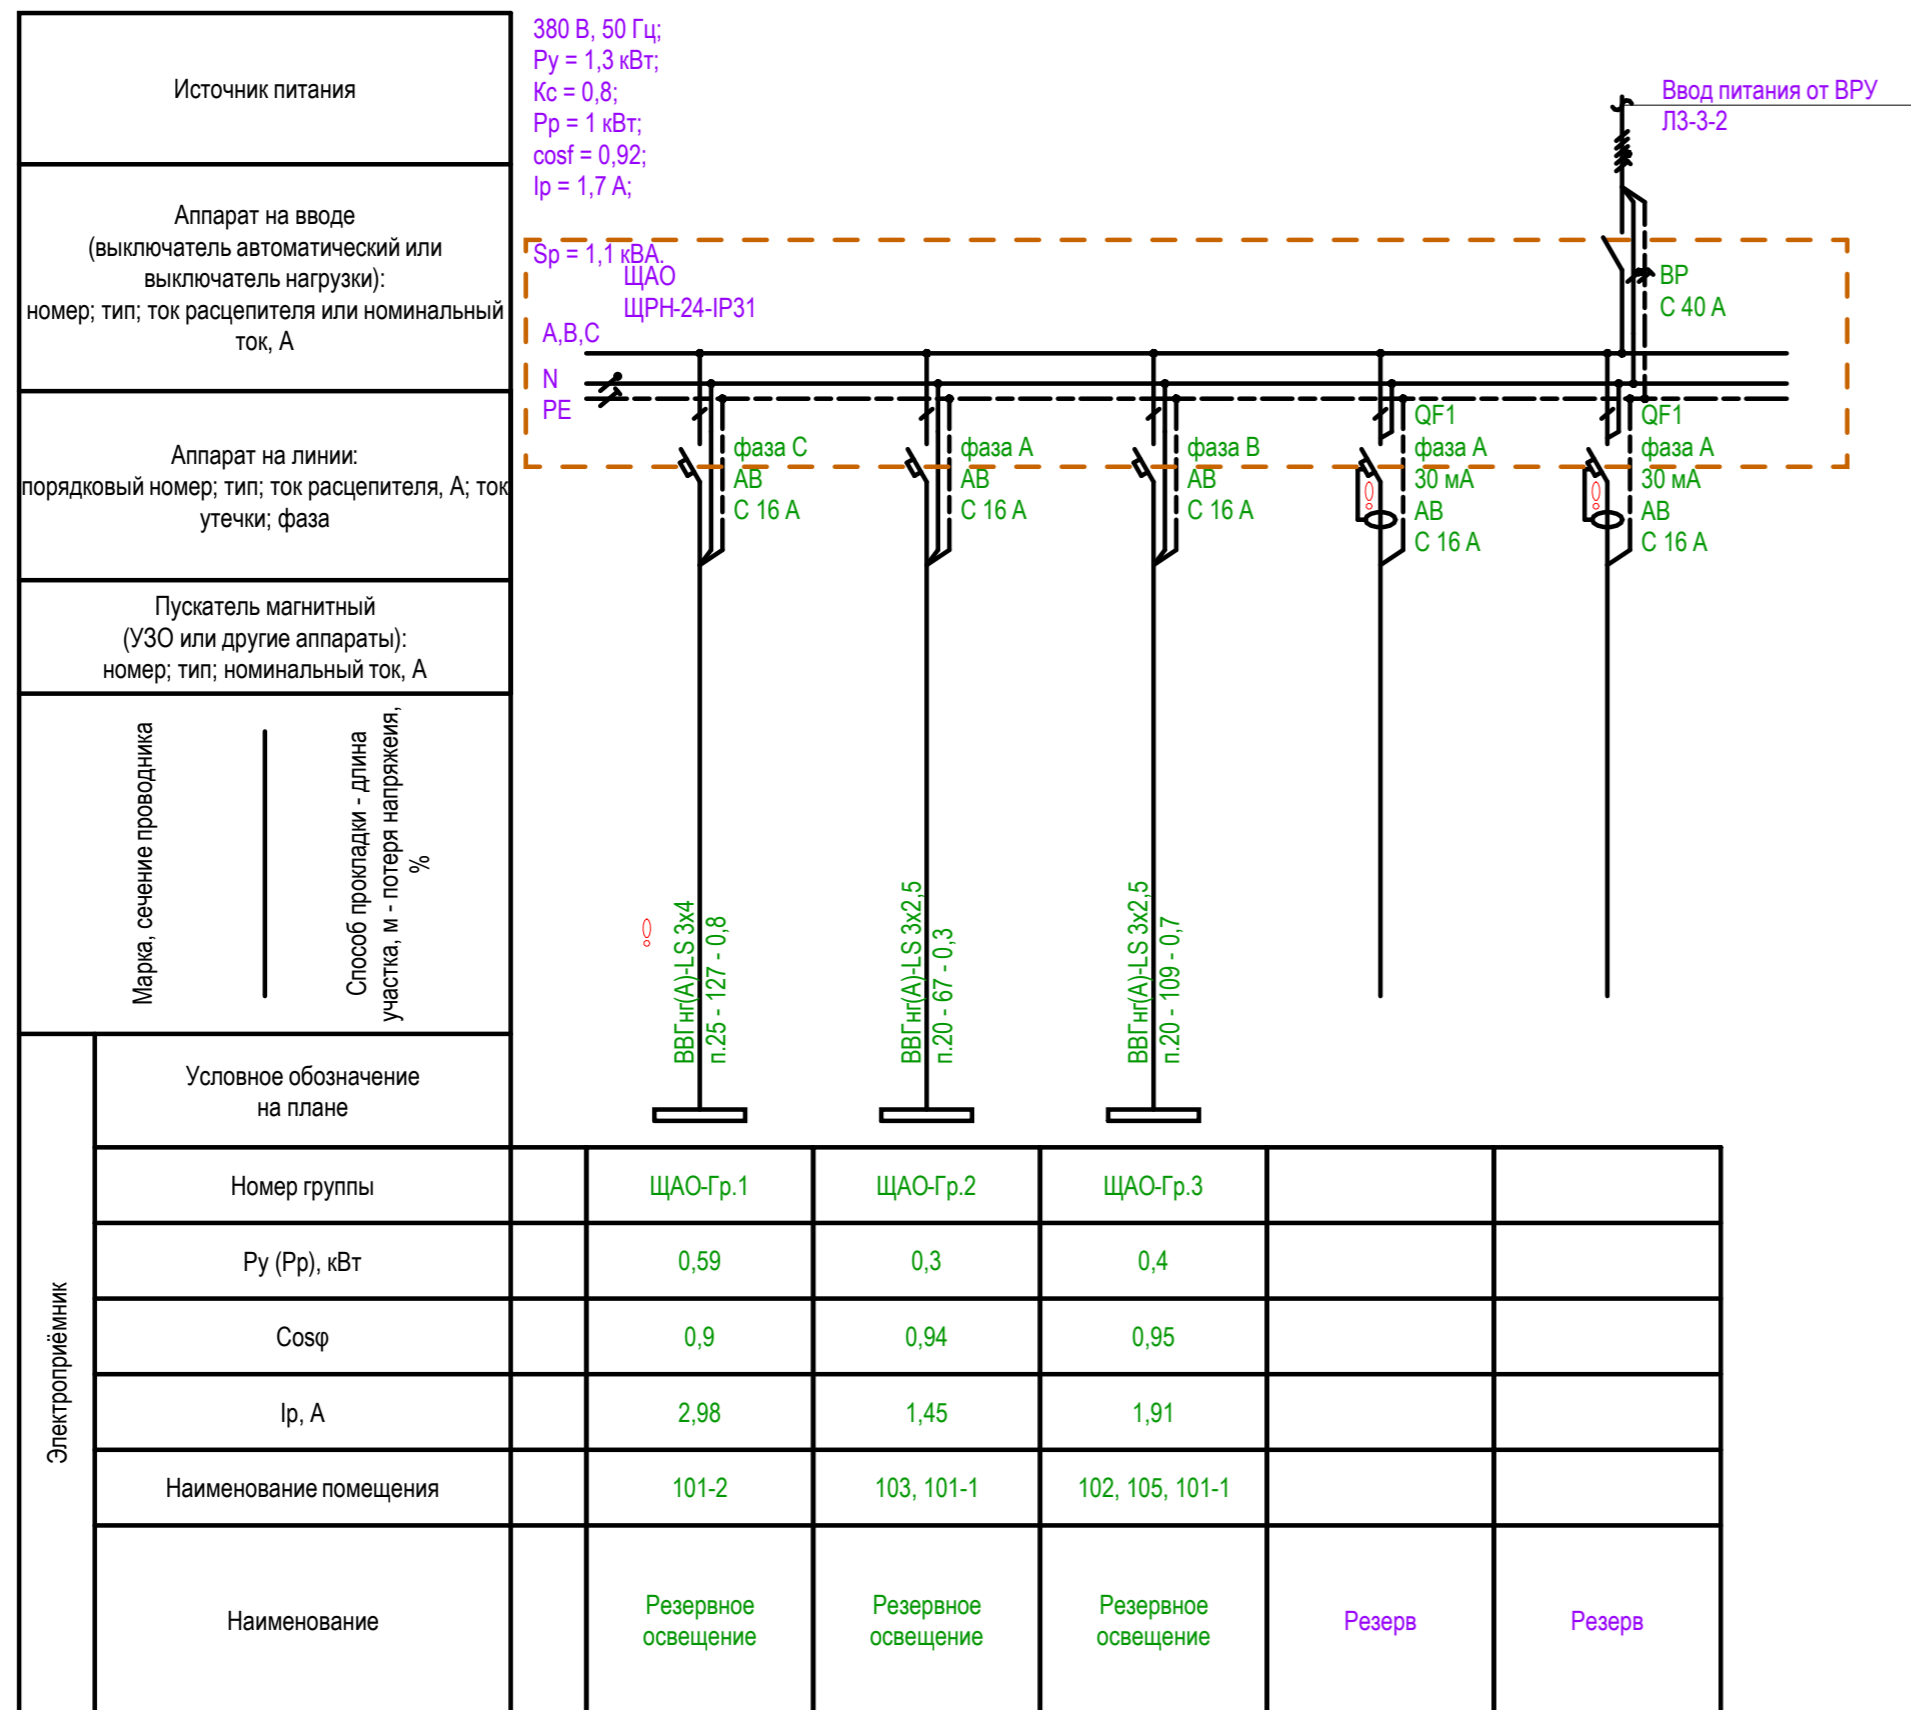 Источник питания
380 В, 50 Гц;
Ру = 1,3 кВт;
Кс = 0,8;
Рр = 1 кВт;
cosf = 0,92;
Iр = 1,7 А;
Sр = 1,1 кВА.
Ввод питания от ВРУ
Л3-3-2
Аппарат на вводе
(выключатель автоматический или
выключатель нагрузки):
номер; тип; ток расцепителя или номинальный
ток, А
ЩАО
ЩРН-24-IP31
A,B,C
N
PE
ВР
С 40 А
Аппарат на линии:
порядковый номер; тип; ток расцепителя, А; ток
утечки; фаза
фаза С
АВ
С 16 А
фаза А
АВ
С 16 А
фаза В
АВ
С 16 А
QF1
фаза А
30 мА
АВ
С 16 А
QF1
фаза А
30 мА
АВ
С 16 А
Пускатель магнитный
(УЗО или другие аппараты):
номер; тип; номинальный ток, А
Марка, сечение проводника
Способ прокладки - длина
участка, м - потеря напряжеия,
%
ВВГнг(А)-LS 3х4
п.25 - 127 - 0,8
ВВГнг(А)-LS 3х2,5
п.20 - 67 - 0,3
ВВГнг(А)-LS 3х2,5
п.20 - 109 - 0,7
Электроприёмник
Условное обозначение
на плане
Номер группы
ЩАО-Гр.1
ЩАО-Гр.2
ЩАО-Гр.3
Ру (Рр), кВт
0,59
0,3
0,4
Cosφ
0,9
0,94
0,95
Iр, А
2,98
1,45
1,91
Наименование помещения
101-2
103, 101-1
102, 105, 101-1
Наименование
Резервное
освещение
Резервное
освещение
Резервное
освещение
Резерв
Резерв